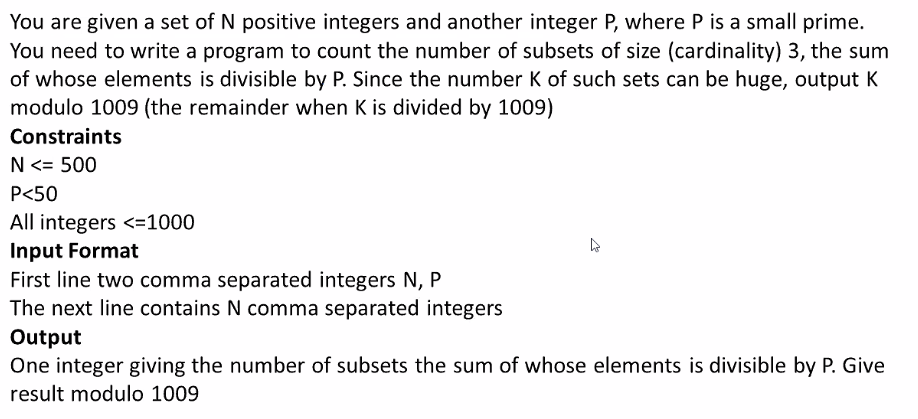 You are given a set of N positive integers and another integer P, where P is a small prime.
You need to write a program to count the number of subsets of size (cardinality) 3, the sum
of whose elements is divisible by P. Since the number K of such sets can be huge, output K
modulo 1009 (the remainder when K is divided by 1009)
Constraints
N <= 500
P<50
All integers <=1000
Input Format
First line two comma separated integers N, P
The next line contains N comma separated integers
Output
One integer giving the number of subsets the sum of whose elements is divisible by P. Give
result modulo 1009